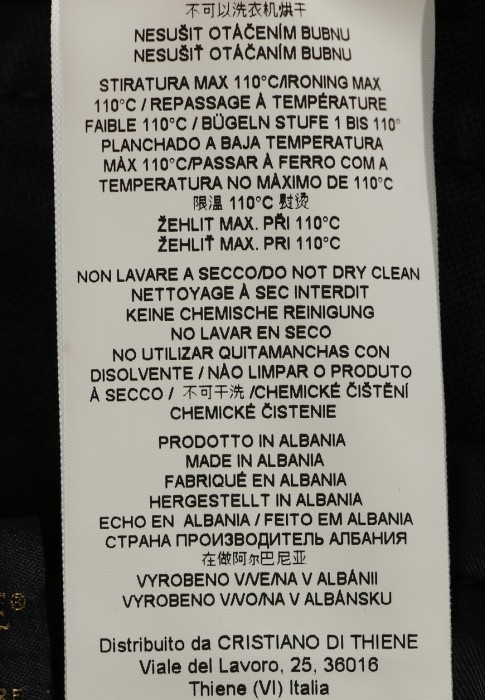 不可以洗衣机烘干
NESUŠIT OTÁČENÍM BUBNU
NESUŠIŤ OTÁČANÍM BUBNU
STIRATURA MAX 110°C/IRONING MAX
110°C / REPASSAGE À TEMPÉRATURE
FAIBLE 110°C / BÜGELN STUFE 1 BIS 110°
PLANCHADO A BAJA TEMPERATURA
MÀX 110°C/PASSAR À FERRO COM A
TEMPERATURA NO MÀXIMO DE 110°C
限温 110°C 熨烫
ŽEHLIT MAX. PŘI 110°C
ŽEHLIŤ MAX. PRI 110°C
NON LAVARE A SECCO/DO NOT DRY CLEAN
NETTOYAGE À SEC INTERDIT
KEINE CHEMISCHE REINIGUNG
NO LAVAR EN SECO
NO UTILIZAR QUITAMANCHAS CON
DISOLVENTE / NÃO LIMPAR O PRODUTO
À SECCO / 不可干洗 /CHEMICKÉ ČIŠTĚNÍ
CHEMICKÉ ČISTENIE
PRODOTTO IN ALBANIA
MADE IN ALBANIA
FABRIQUÉ EN ALBANIA
HERGESTELLT IN ALBANIA
ECHO EN ALBANIA / FEITO EM ALBANIA
СТРАНА ПРОИЗВОДИТЕЛЬ АЛБАНИЯ
在做阿尔巴尼亚
VYROBENO V/VE/NA V ALBÁNII
VYROBENO V/VO/NA V ALBÁNSKU
Distribuito da CRISTIANO DI THIENE
Viale del Lavoro, 25, 36016
Thiene (VI) Italia